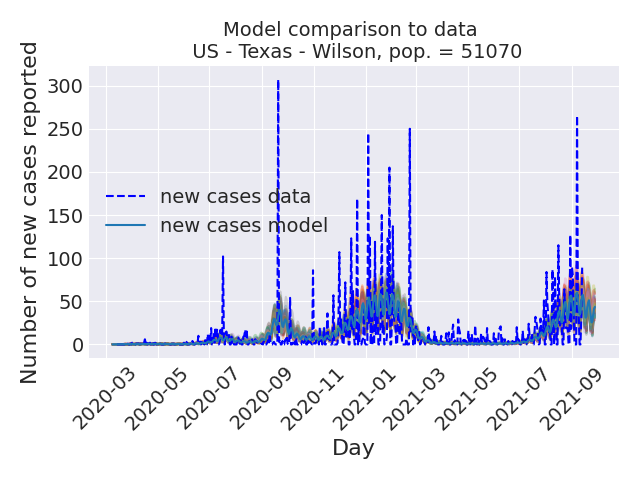 Model comparison to data
US - Texas - Wilson, pop. = 51070
Number of new cases reported
300
250
200
150
100
50
0
new cases data
new cases model
2020-03
2020-05
2020-07
2020-09
2020-11
2021-01
2021-03
2021-05
2021-07
2021-09
Day